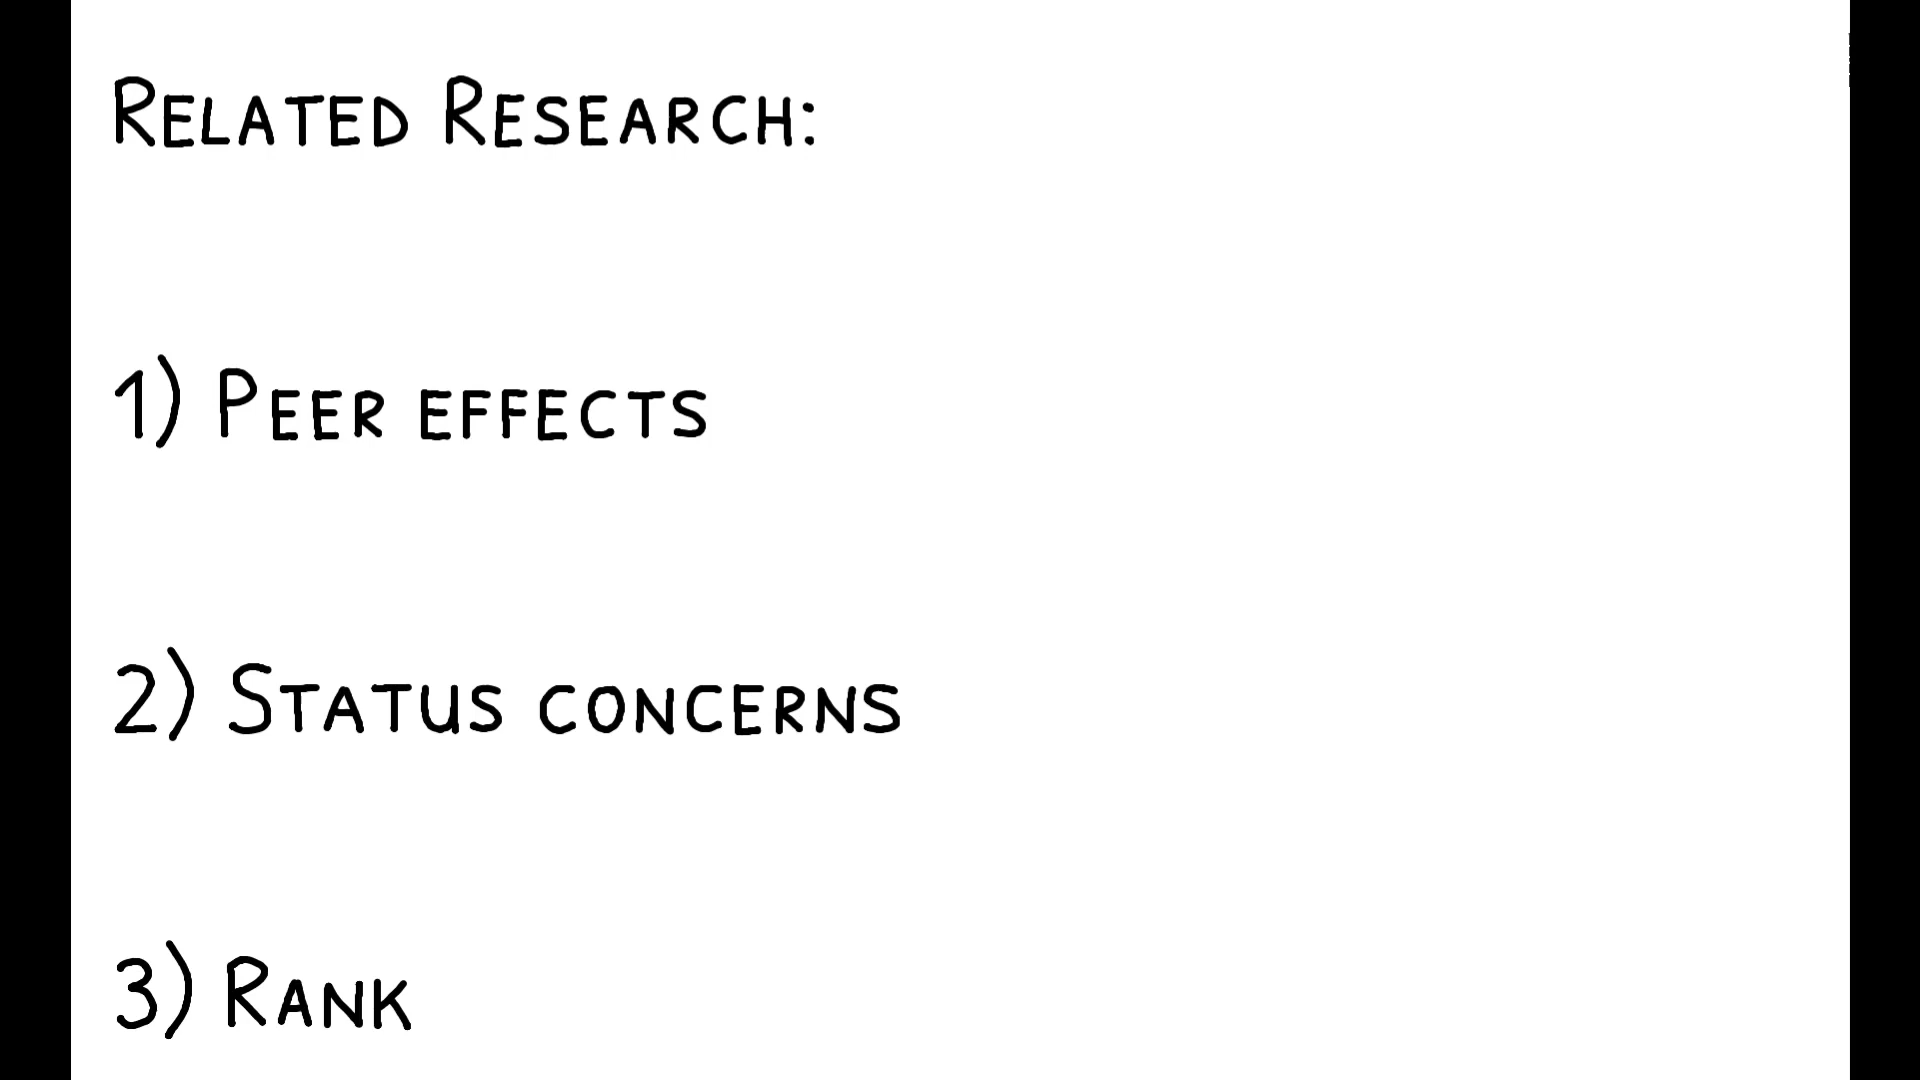 Related Research:
1) Peer effects
2) Status concerns
3) Rank